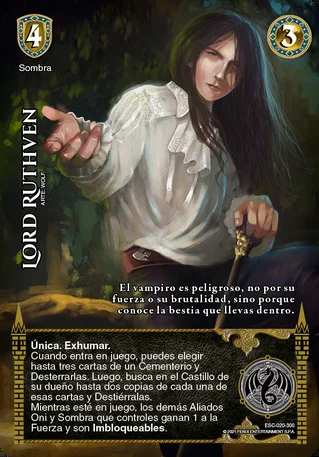 4
3
Sombra
LORD RUTHVEN
ARTE: WOLF
El vampiro es peligroso, no por su
fuerza o su brutalidad, sino porque
conoce la bestia que llevas dentro.
Única. Exhumar.
Cuando entra en juego, puedes elegir
hasta tres cartas de un Cementerio y
Desterrarlas. Luego, busca en el Castillo de
su dueño hasta dos copias de cada una de
esas cartas y Destiérralas.
Mientras esté en juego, los demás Aliados
Oni y Sombra que controles ganan 1 a la
Fuerza y son Imbloqueables.
ESC-020-300
© 2021 FENIX ENTERTAINMENT S.P.A.